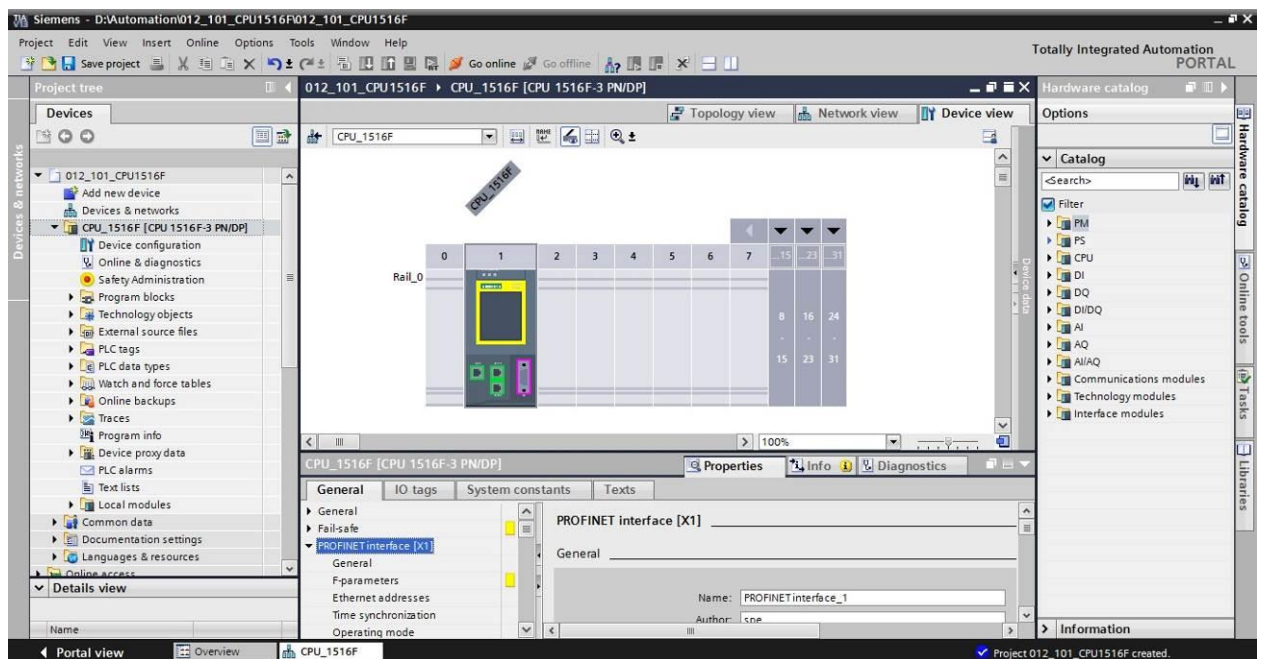 Siemens - D:\Automation\012_101_CPU1516F\012_101_CPU1516F
Project Edit View Insert Online Options Tools Window Help
Totally Integrated Automation
PORTAL
Save project Go online Go offline
Project tree
Devices
Devices & networks
012_101_CPU1516F
Add new device
Devices & networks
CPU_1516F [CPU 1516F-3 PN/DP]
Device configuration
Online & diagnostics
Safety Administration
Program blocks
Technology objects
External source files
PLC tags
PLC data types
Watch and force tables
Online backups
Traces
Program info
Device proxy data
PLC alarms
Text lists
Local modules
Common data
Documentation settings
Languages & resources
Online access
Details view
Name
012_101_CPU1516F CPU_1516F [CPU 1516F-3 PN/DP]
Topology view Network view Device view
CPU_1516F
CPU_1516F
0 1 2 3 4 5 6 7 ...15 ...23 ...31
Rail_0
8 16 24
15 23 31
Device data
100%
CPU_1516F [CPU 1516F-3 PN/DP]
Properties Info Diagnostics
General IO tags System constants Texts
General
Fail-safe
PROFINET interface [X1]
General
F-parameters
Ethernet addresses
Time synchronization
Operating mode
PROFINET interface [X1]
General
Name: PROFINET interface_1
Author: spe
Hardware catalog
Options
Catalog
<Search>
Filter
PM
PS
CPU
DI
DQ
DI/DQ
AI
AQ
AI/AQ
Communications modules
Technology modules
Interface modules
Information
Hardware catalog
Online tools
Tasks
Libraries
Portal view Overview CPU_1516F Project 012_101_CPU1516F created.